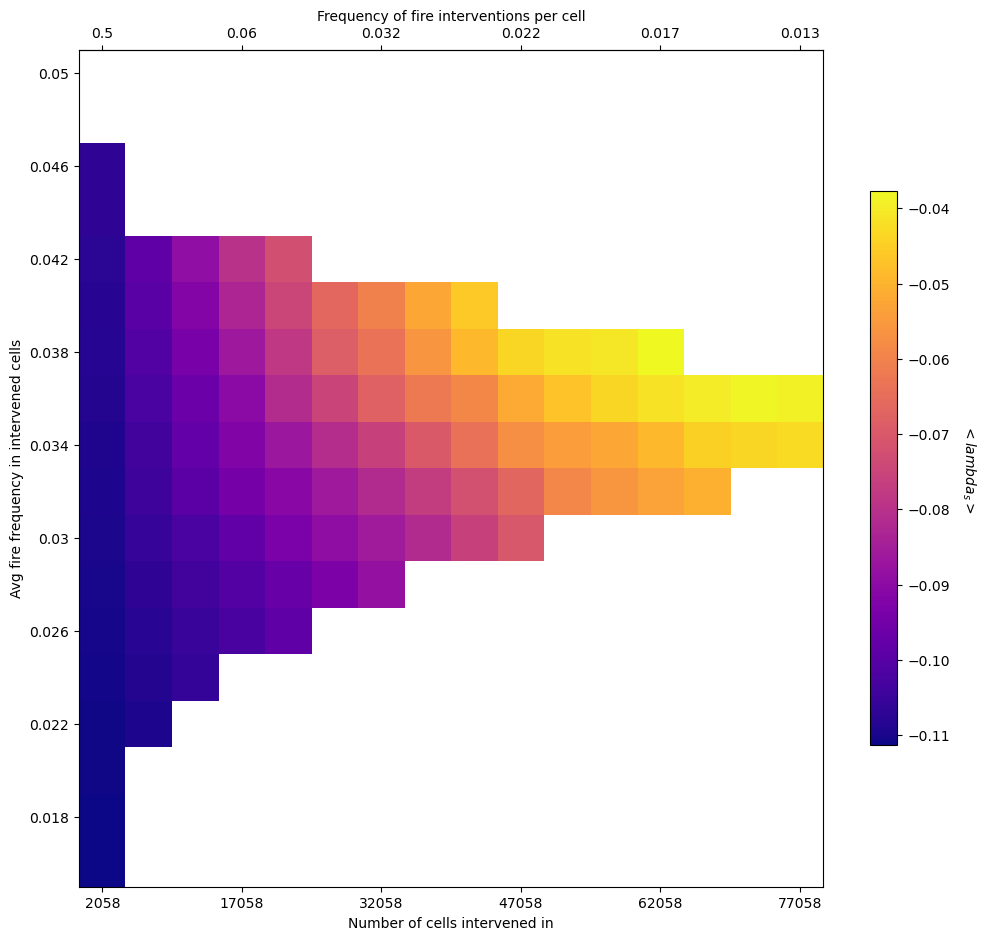 Frequency of fire interventions per cell
0.5 0.06 0.032 0.022 0.017 0.013
Avg fire frequency in intervened cells
0.05
0.046
0.042
0.038
0.034
0.03
0.026
0.022
0.018
2058 17058 32058 47058 62058 77058
Number of cells intervened in
−0.04
−0.05
−0.06
−0.07
−0.08
−0.09
−0.10
−0.11
< lambda_s >